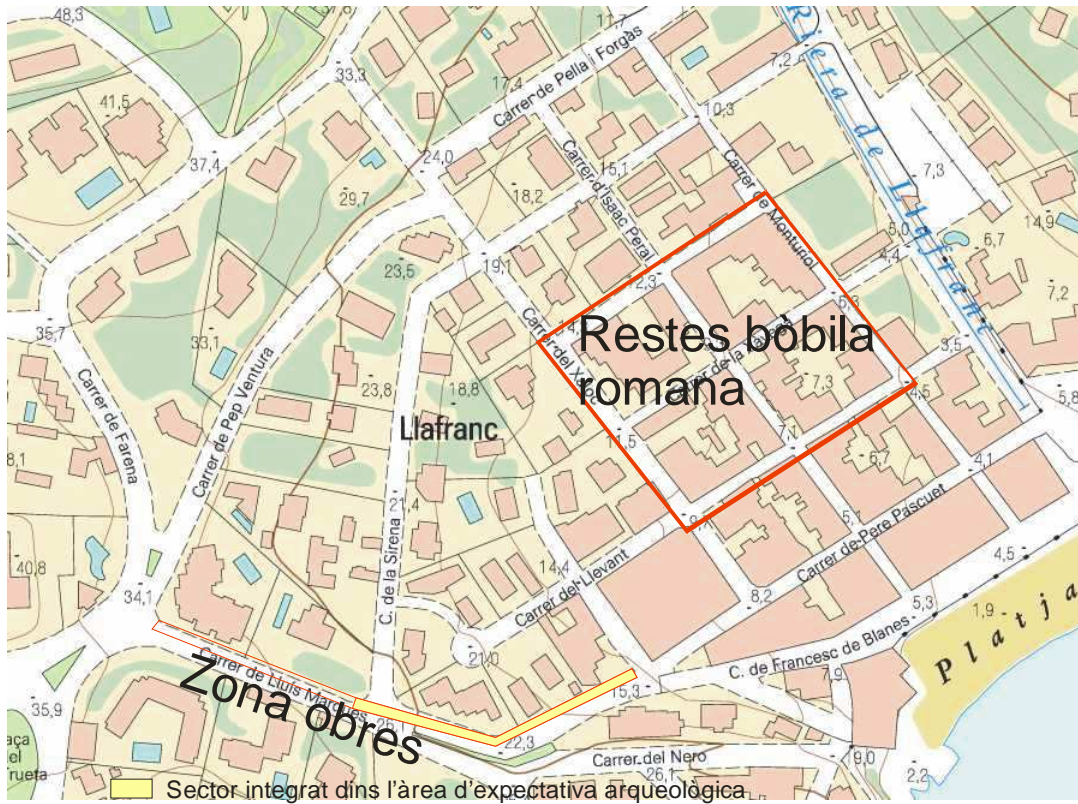 48,3
11,7
Riera de Llafranc
Carrer de Pella i Forgàs
33,3
17,4
7,2
41,5
10,3
37,4
24,0
15,1
7,3
Carrer d'Isaac Peral
Carrer de Monturiol
29,7
18,2
14,9
5,0
6,7
4,4
19,1
23,5
12,3
7,2
5,3
35,7
33,1
Carrer del
Restes bòbila
romana
3,5
Carrer de Pep Ventura
7,3
4,5
5,8
Carrer de Farena
23,8
18,8
Llafranc
11,5
7,1
6,7
4,1
8,1
21,4
C. de la Sirena
Carrer de Pere Pascuet
5,1
14,4
Carrer del Llevant
40,8
4,5
34,1
8,2
5,3
1,9
Platja
21,0
C. de Francesc de Blanes
Carrer de Lluís Marquès
Zona obres
15,3
7,9
35,9
22,3
Carrer del Nero
9,0
26,1
2,2
Sector integrat dins l'àrea d'expectativa arqueològica